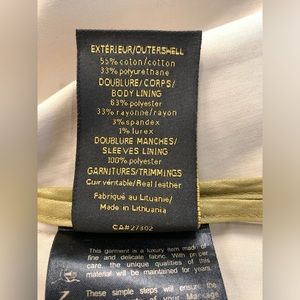 EXTÉRIEUR/OUTERSHELL
55% coton/cotton
33% polyurethane
DOUBLURE/CORPS/
BODY LINING
63% polyester
33% rayonne/rayon
3% spandex
1% lurex
DOUBLURE MANCHES/
SLEEVES LINING
100% polyester
GARNITURES/TRIMMINGS
Cuir véritable/Real leather
Fabriqué au Lituanie/
Made in Lithuania
CA#27302
This garment is a luxury item made of
fine and delicate fabric. With proper
care, the unique qualities of this
material will be maintained for years.
These simple steps will ensure the